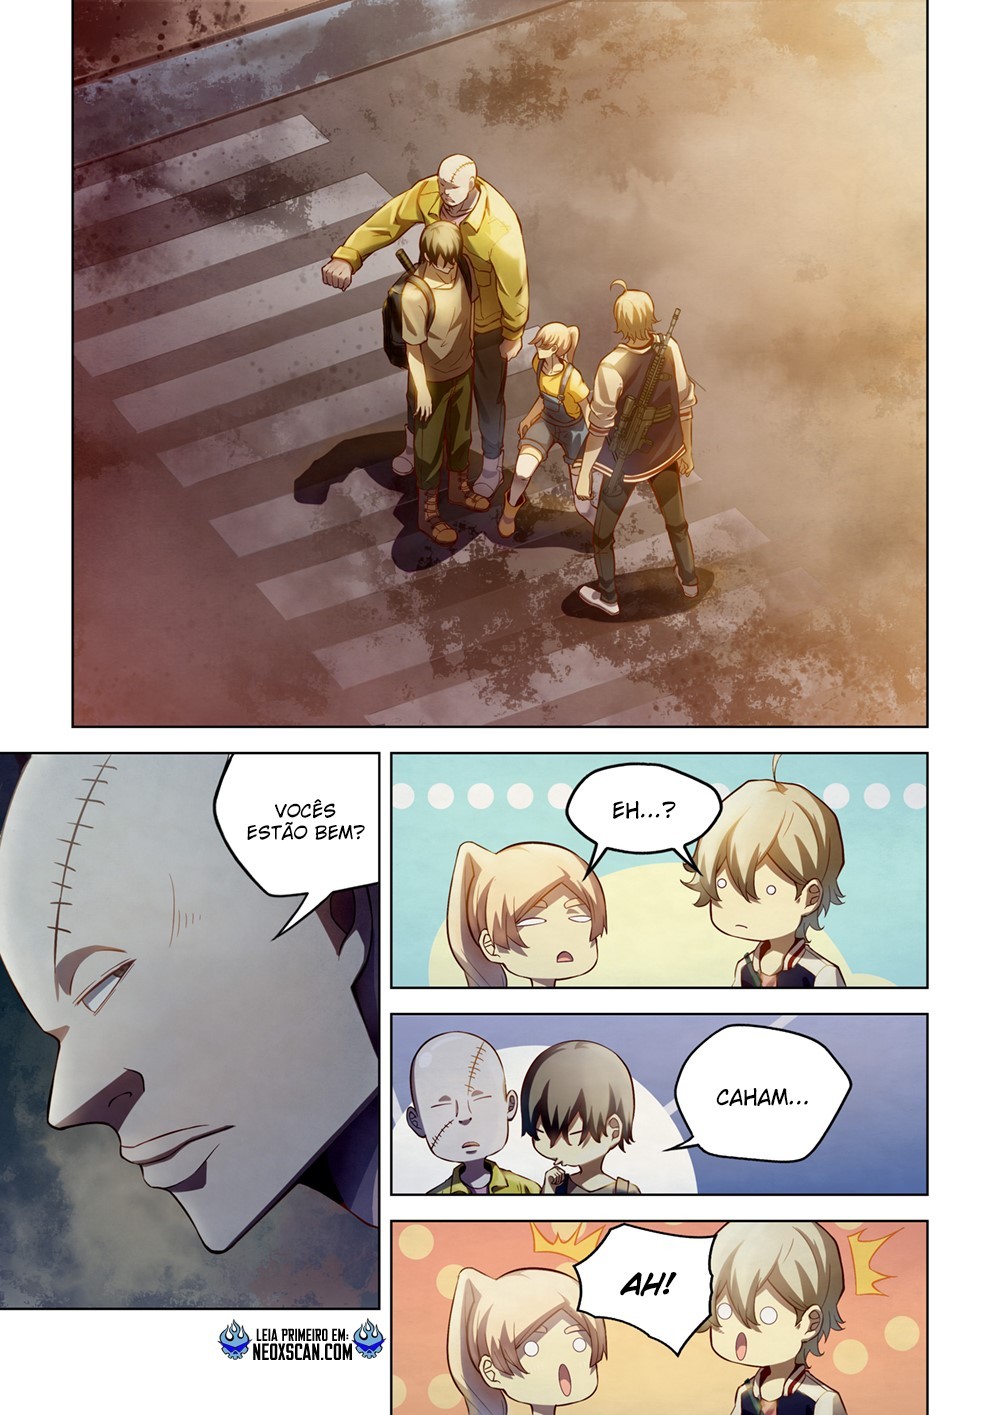 VOCÊS
ESTÃO BEM?
EH...?
CAHAM...
AH!
LEIA PRIMEIRO EM:
NEOXSCAN.COM